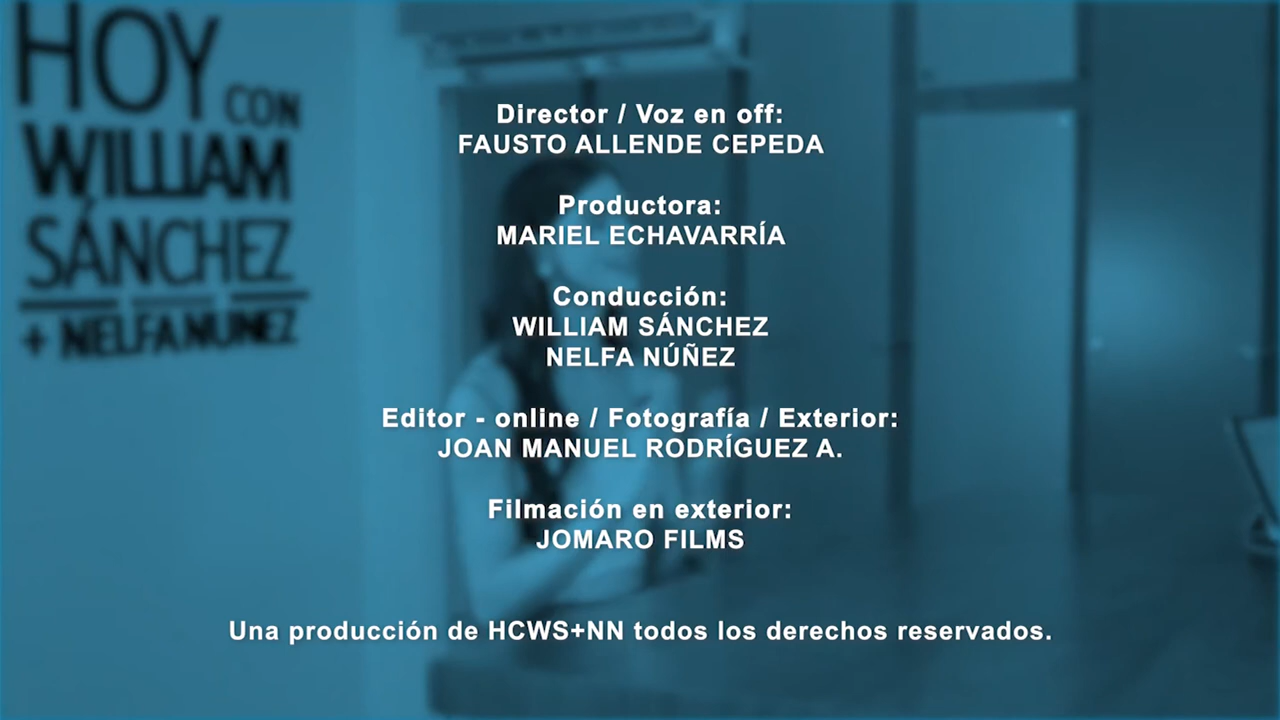 HOY CON
WILLIAM
SÁNCHEZ
+ NELFA NUNEZ
Director / Voz en off:
FAUSTO ALLENDE CEPEDA
Productora:
MARIEL ECHAVARRÍA
Conducción:
WILLIAM SÁNCHEZ
NELFA NÚÑEZ
Editor - online / Fotografía / Exterior:
JOAN MANUEL RODRÍGUEZ A.
Filmación en exterior:
JOMARO FILMS
Una producción de HCWS+NN todos los derechos reservados.